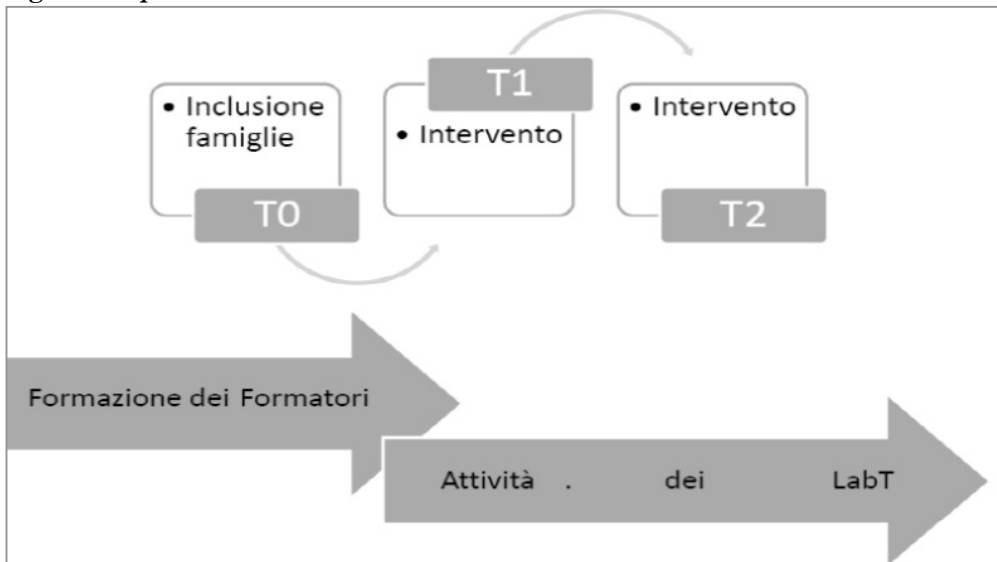 T1
• Inclusione
famiglie
• Intervento
• Intervento
T0
T2
Formazione dei Formatori
Attività . dei LabT